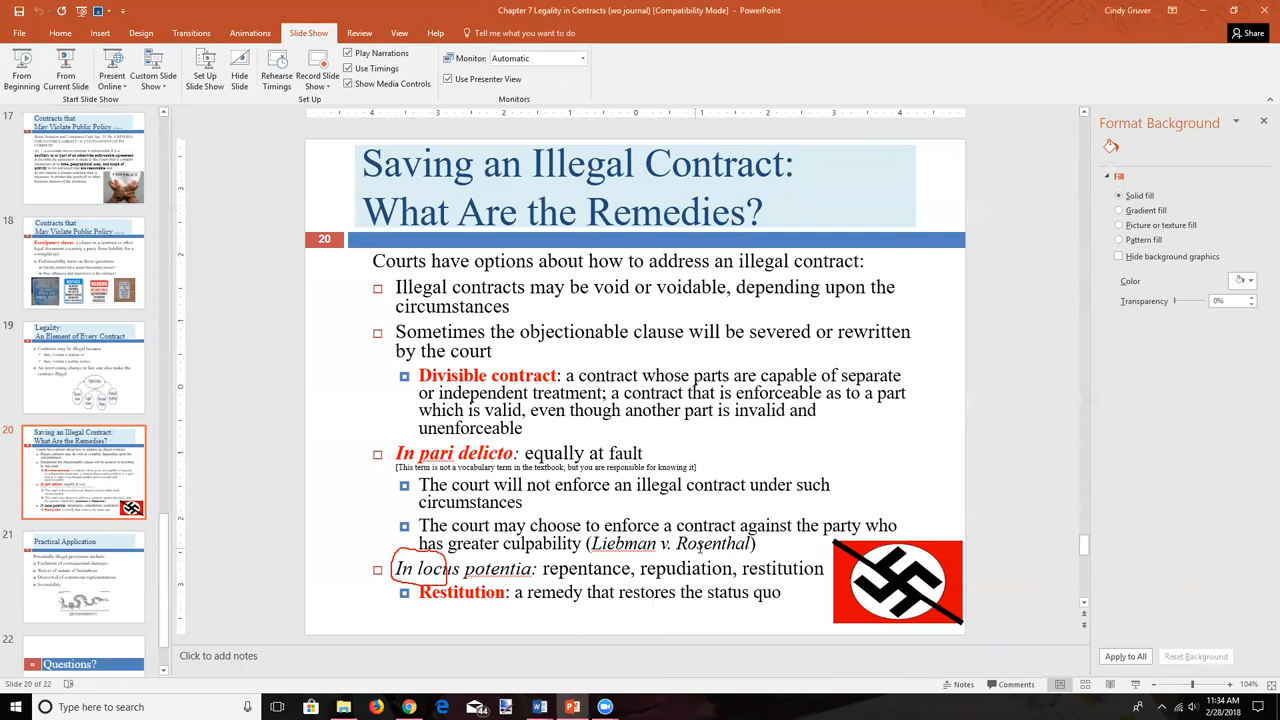 Chapter 7 Legality in Contracts (wo journal) [Compatibility Mode] - PowerPoint
Cindy Gruver
File Home Insert Design Transitions Animations Slide Show Review View Help Tell me what you want to do
Share
From Beginning
From Current Slide
Present Online
Custom Slide Show
Set Up Slide Show
Hide Slide
Rehearse Timings
Record Slide Show
Play Narrations
Use Timings
Show Media Controls
Monitor: Automatic
Use Presenter View
Start Slide Show
Set Up
Monitors
17
Contracts that
May Violate Public Policy
18
Contracts that
May Violate Public Policy
19
Legality:
An Element of Every Contract
20
Saving an Illegal Contract:
What Are the Remedies?
21
Practical Application
22
Questions?
4 3 2 1 0 1 2 3 4
Saving an Illegal Contract:
What Are the Remedies?
20
Courts have options about how to address an illegal contract:
Illegal contracts may be void or voidable, depending upon the
circumstances
Sometimes the objectionable clause will be severed or rewritten
by the court
Divisible contract: a contract whose parts are capable of separate
or independent treatment; a contract that is enforceable as to a part
which is valid, even though another part is invalid and
unenforceable
In part delicto: equally at fault
[This term is not a vocabulary term in the textbook, but you are responsible for knowing it]
The court will not enforce an illegal contract under such
circumstances
The court may choose to enforce a contract against the party who
has greater culpability (Liebman v. Rosenthal)
In locus potentia: repentance, repudiation, restitution
Restitution: a remedy that restores the status quo
Click to add notes
Format Background
Fill
Solid fill
Gradient fill
Picture or texture fill
Pattern fill
Hide background graphics
Color
Transparency 0%
Apply to All
Reset Background
Slide 20 of 22
Notes
Comments
104%
Type here to search
11:34 AM
2/28/2018